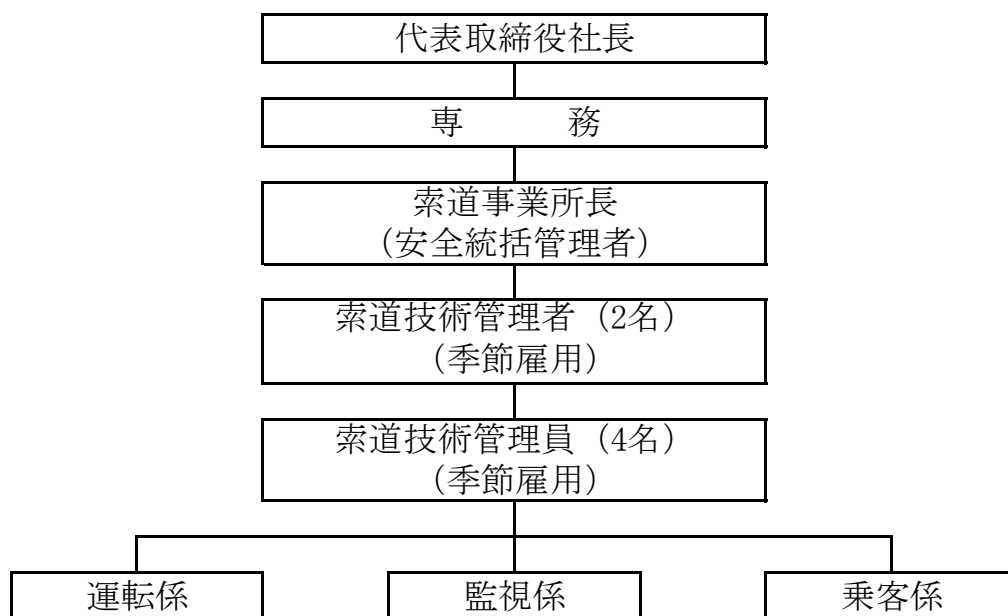 代表取締役社長
専　　務
索道事業所長
（安全統括管理者）
索道技術管理者（2名）
（季節雇用）
索道技術管理員（4名）
（季節雇用）
運転係
監視係
乗客係